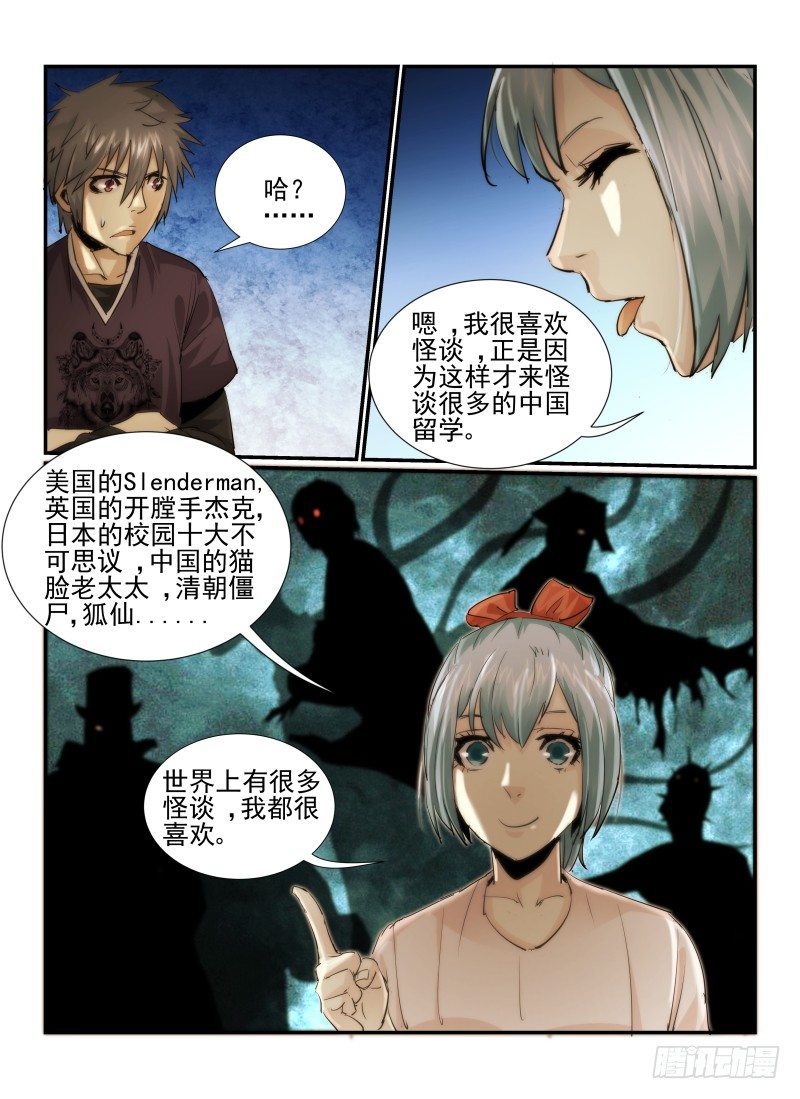 哈？
……
嗯，我很喜欢
怪谈，正是因
为这样才来怪
谈很多的中国
留学。
美国的Slenderman,
英国的开膛手杰克，
日本的校园十大不
可思议，中国的猫
脸老太太，清朝僵
尸，狐仙......
世界上有很多
怪谈，我都很
喜欢。
腾讯动漫